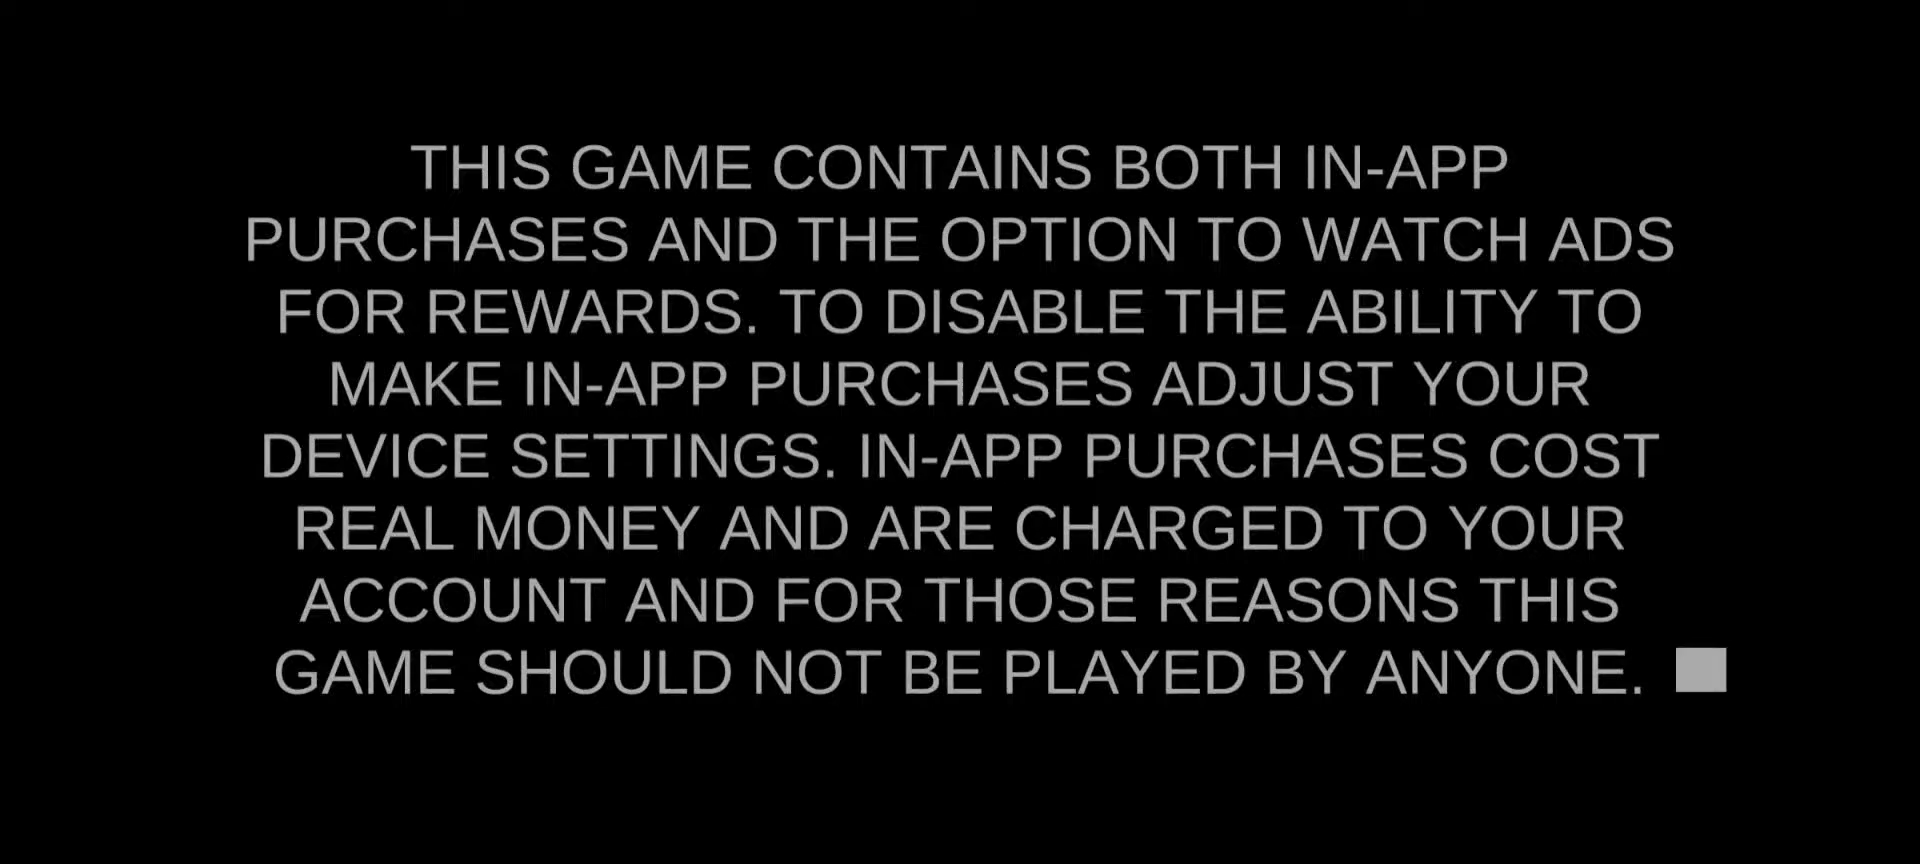 THIS GAME CONTAINS BOTH IN-APP
PURCHASES AND THE OPTION TO WATCH ADS
FOR REWARDS. TO DISABLE THE ABILITY TO
MAKE IN-APP PURCHASES ADJUST YOUR
DEVICE SETTINGS. IN-APP PURCHASES COST
REAL MONEY AND ARE CHARGED TO YOUR
ACCOUNT AND FOR THOSE REASONS THIS
GAME SHOULD NOT BE PLAYED BY ANYONE.